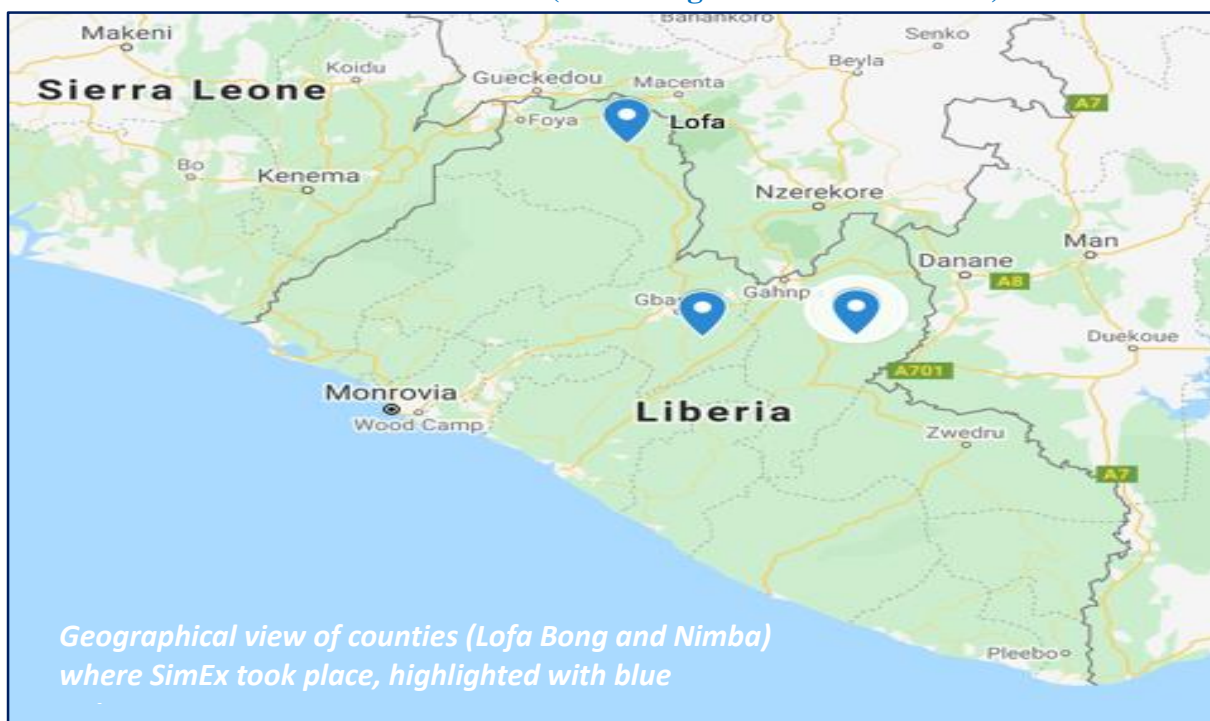 Makeni
Senko
Koidu
Gueckedou
Macenta
Beyla
Sierra Leone
A7
Foya
Lofa
Bo
Kenema
Nzerekore
Man
Danane
A8
Gahnp
Duekoue
A701
Monrovia
Liberia
Wood Camp
Zwedru
A7
Geographical view of counties (Lofa Bong and Nimba)
where SimEx took place, highlighted with blue
Pleebo